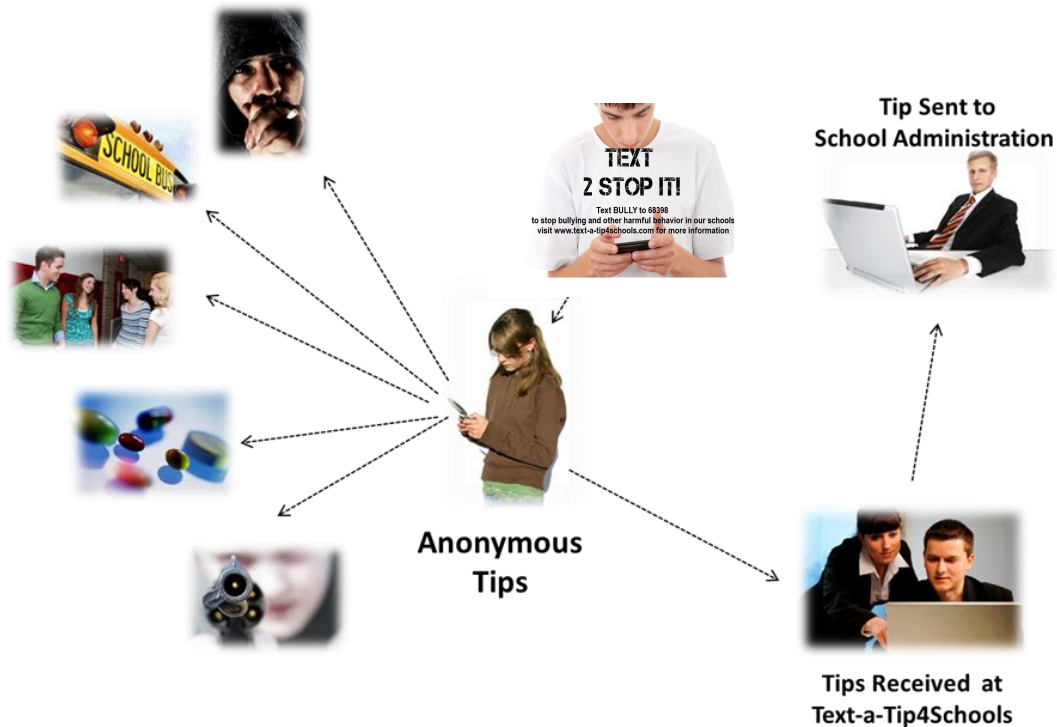 SCHOOL BUS
TEXT
2 STOP IT!
Text BULLY to 68398
to stop bullying and other harmful behavior in our schools
visit www.text-a-tip4schools.com for more information
Tip Sent to
School Administration
Anonymous
Tips
Tips Received at
Text-a-Tip4Schools